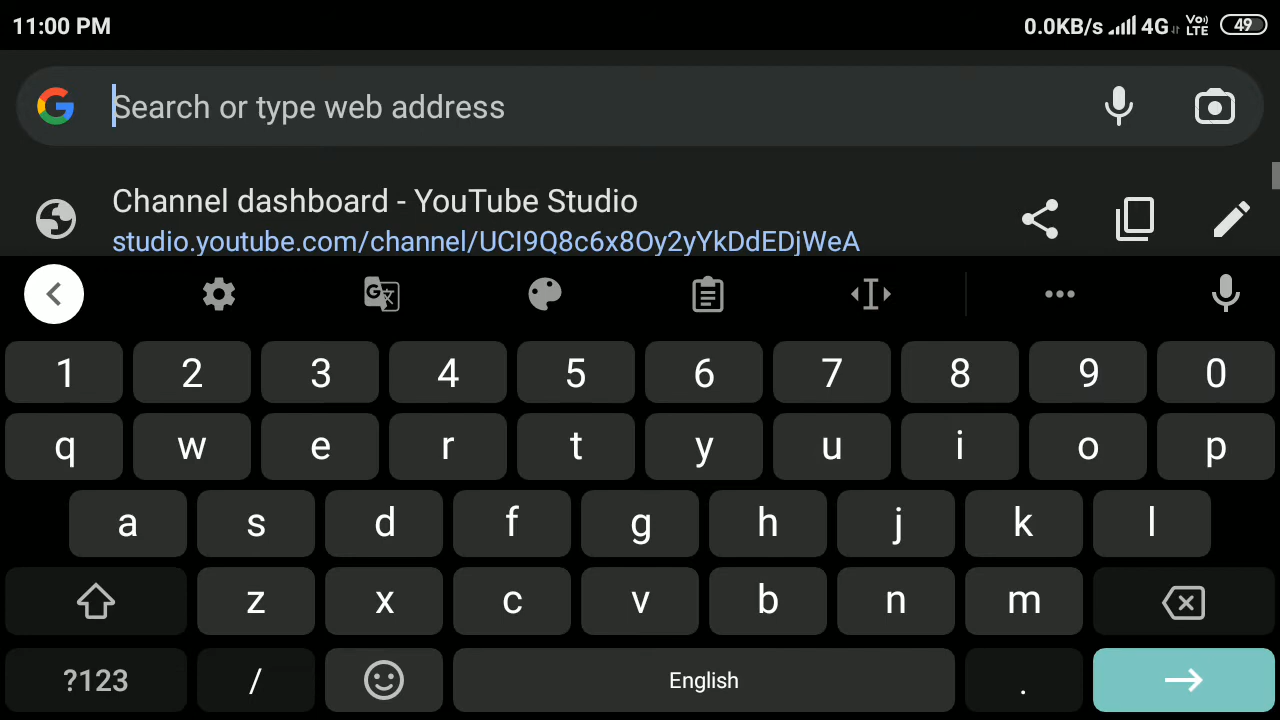 11:00 PM 0.0KB/s 4G Vo) LTE 49
Search or type web address
Channel dashboard - YouTube Studio
studio.youtube.com/channel/UCI9Q8c6x8Oy2yYkDdEDjWeA
1 2 3 4 5 6 7 8 9 0
q w e r t y u i o p
a s d f g h j k l
z x c v b n m
?123 / English .